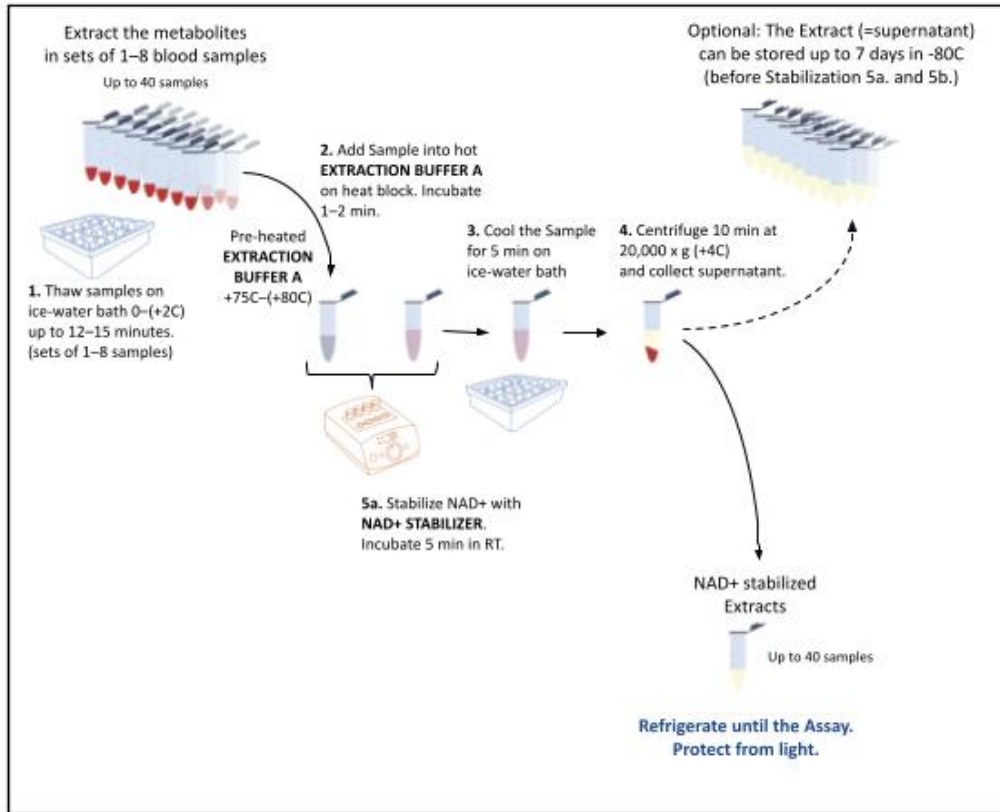 Extract the metabolites
in sets of 1–8 blood samples
Up to 40 samples
Optional: The Extract (=supernatant)
can be stored up to 7 days in -80C
(before Stabilization 5a. and 5b.)
2. Add Sample into hot
EXTRACTION BUFFER A
on heat block. Incubate
1–2 min.
Pre-heated
EXTRACTION
BUFFER A
+75C–(+80C)
1. Thaw samples on
ice-water bath 0–(+2C)
up to 12–15 minutes.
(sets of 1–8 samples)
3. Cool the Sample
for 5 min on
ice-water bath
4. Centrifuge 10 min at
20,000 x g (+4C)
and collect supernatant.
5a. Stabilize NAD+ with
NAD+ STABILIZER.
Incubate 5 min in RT.
NAD+ stabilized
Extracts
Up to 40 samples
Refrigerate until the Assay.
Protect from light.